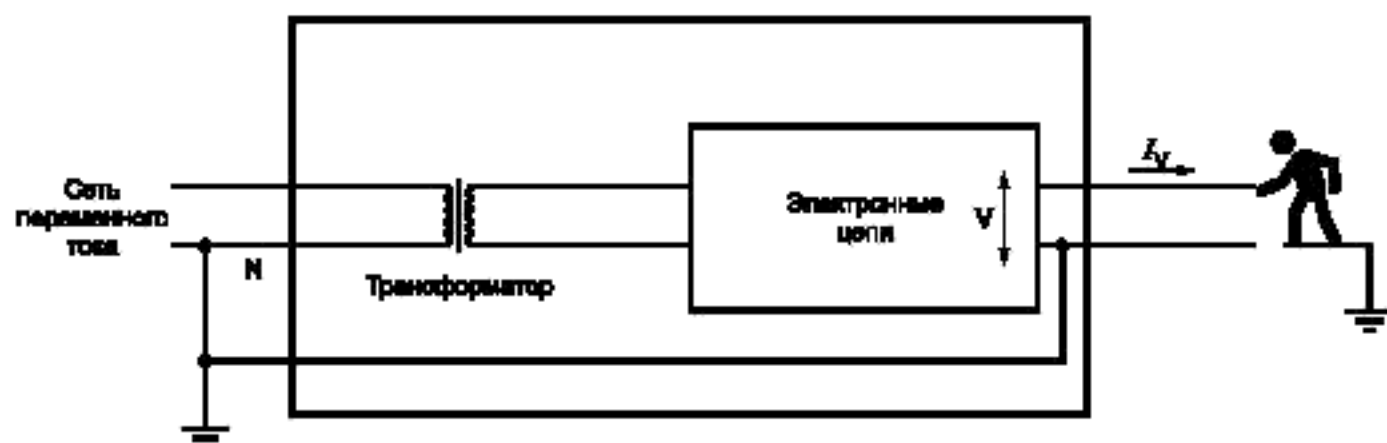 Сеть
переменного
тока
N
Трансформатор
Электронные
цепи
V
I_V